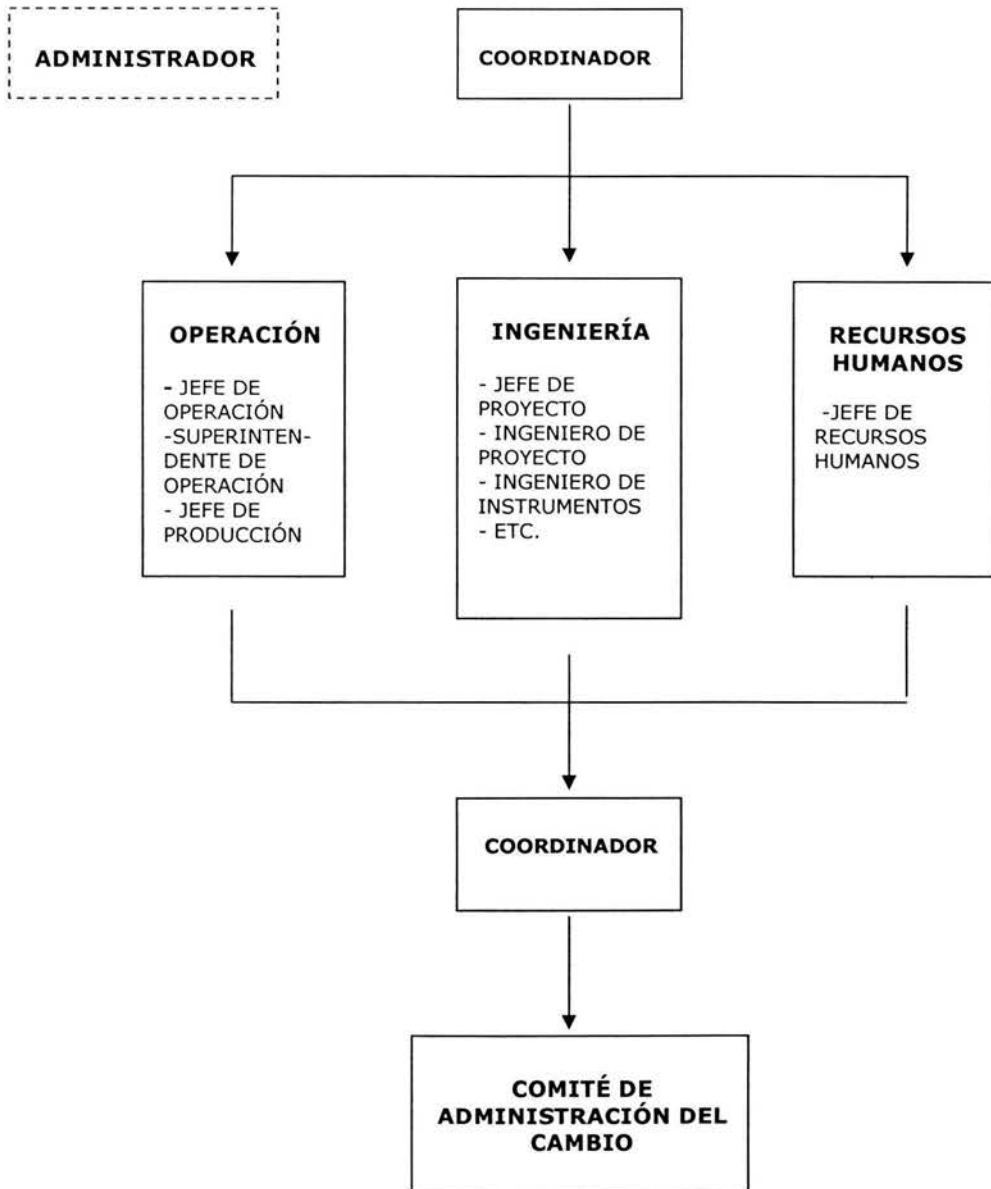 ADMINISTRADOR
COORDINADOR
OPERACIÓN
- JEFE DE
OPERACIÓN
-SUPERINTEN-
DENTE DE
OPERACIÓN
- JEFE DE
PRODUCCIÓN
INGENIERÍA
- JEFE DE
PROYECTO
- INGENIERO DE
PROYECTO
- INGENIERO DE
INSTRUMENTOS
- ETC.
RECURSOS
HUMANOS
-JEFE DE
RECURSOS
HUMANOS
COORDINADOR
COMITÉ DE
ADMINISTRACIÓN DEL
CAMBIO